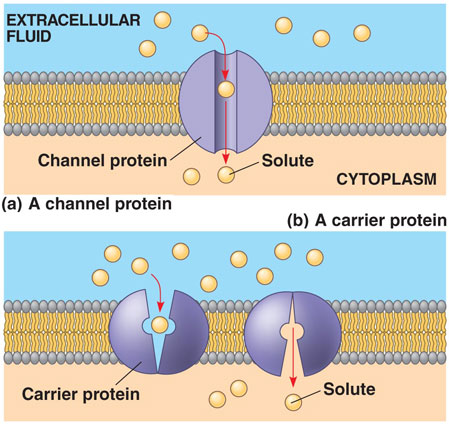 EXTRACELLULAR
FLUID
Channel protein
Solute
CYTOPLASM
(a) A channel protein
(b) A carrier protein
Carrier protein
Solute